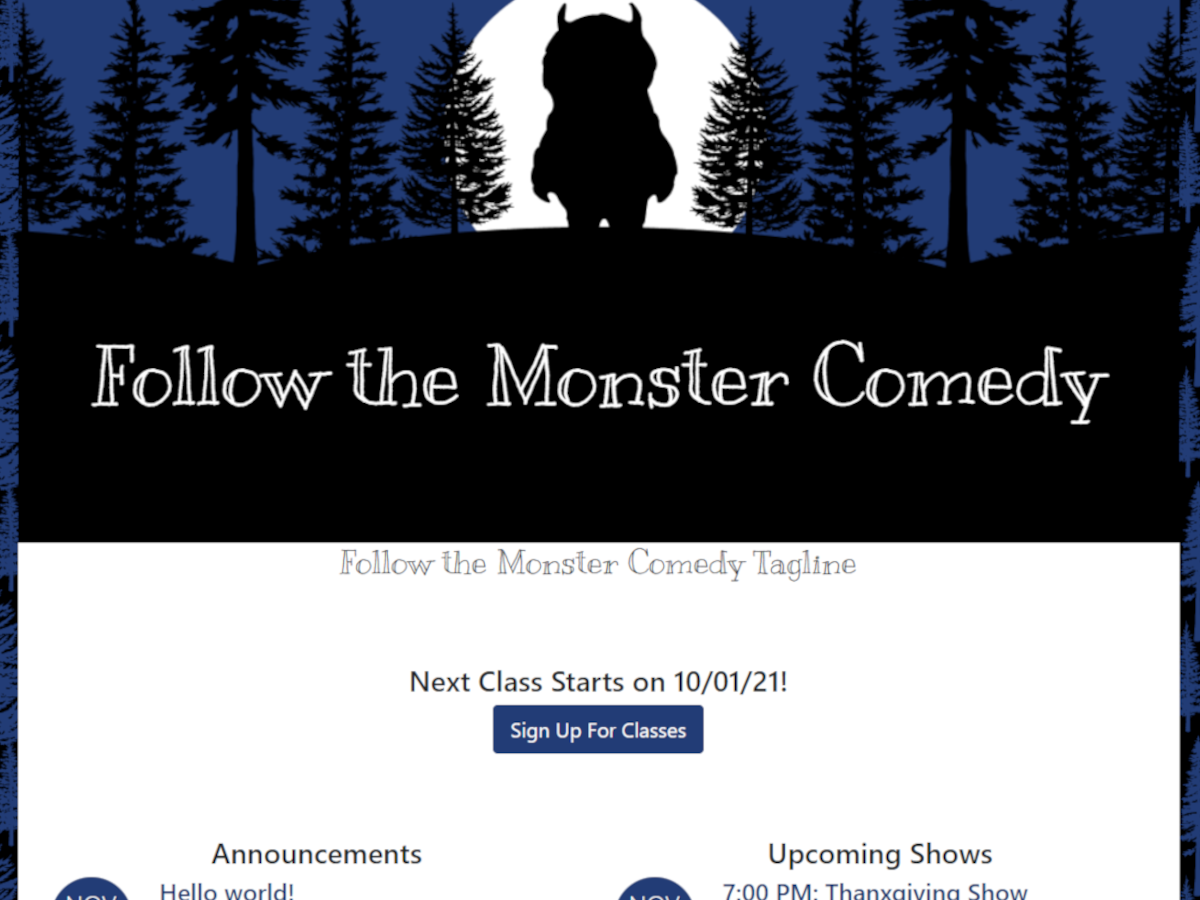 Follow the Monster Comedy
Follow the Monster Comedy Tagline
Next Class Starts on 10/01/21!
Sign Up For Classes
Announcements
Upcoming Shows
NOV
Hello world!
NOV
7:00 PM: Thanxgiving Show